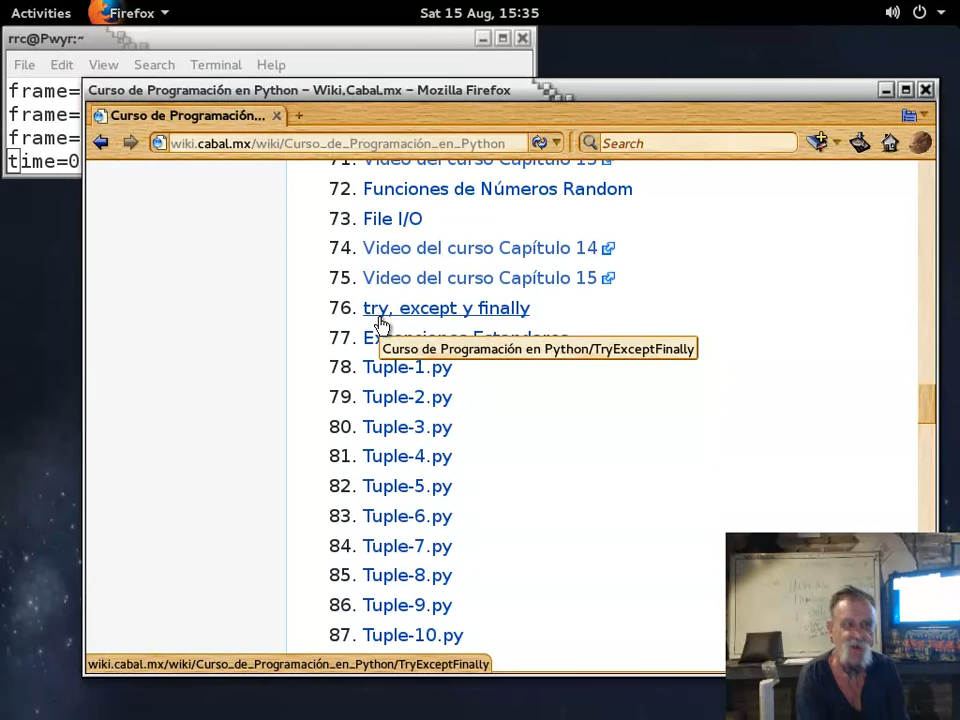 Activities Firefox Sat 15 Aug, 15:35
rrc@Pwyr:~
File Edit View Search Terminal Help
frame=
frame=
frame=
time=0
Curso de Programación en Python – Wiki.Cabal.mx – Mozilla Firefox
Curso de Programación...
wiki.cabal.mx/wiki/Curso_de_Programación_en_Python Search
71. Video del curso Capítulo 13
72. Funciones de Números Random
73. File I/O
74. Video del curso Capítulo 14
75. Video del curso Capítulo 15
76. try, except y finally
77.
Curso de Programación en Python/TryExceptFinally
78. Tuple-1.py
79. Tuple-2.py
80. Tuple-3.py
81. Tuple-4.py
82. Tuple-5.py
83. Tuple-6.py
84. Tuple-7.py
85. Tuple-8.py
86. Tuple-9.py
87. Tuple-10.py
wiki.cabal.mx/wiki/Curso_de_Programación_en_Python/TryExceptFinally